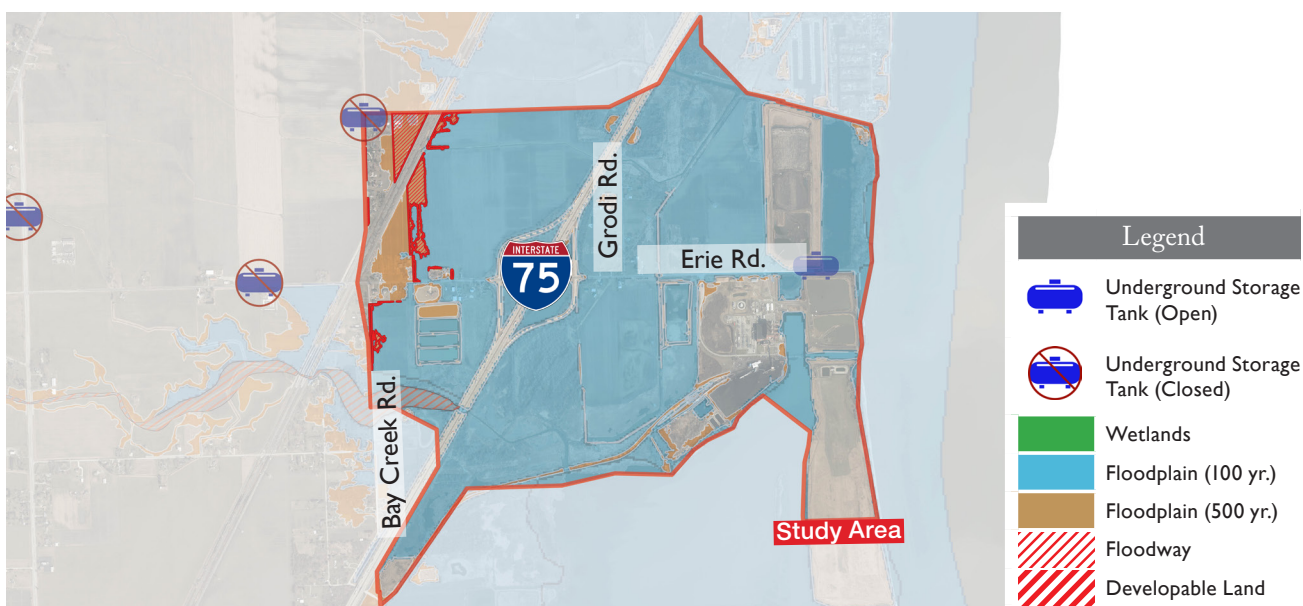 INTERSTATE
75
Grodi Rd.
Erie Rd.
Bay Creek Rd.
Study Area
Legend
Underground Storage
Tank (Open)
Underground Storage
Tank (Closed)
Wetlands
Floodplain (100 yr.)
Floodplain (500 yr.)
Floodway
Developable Land